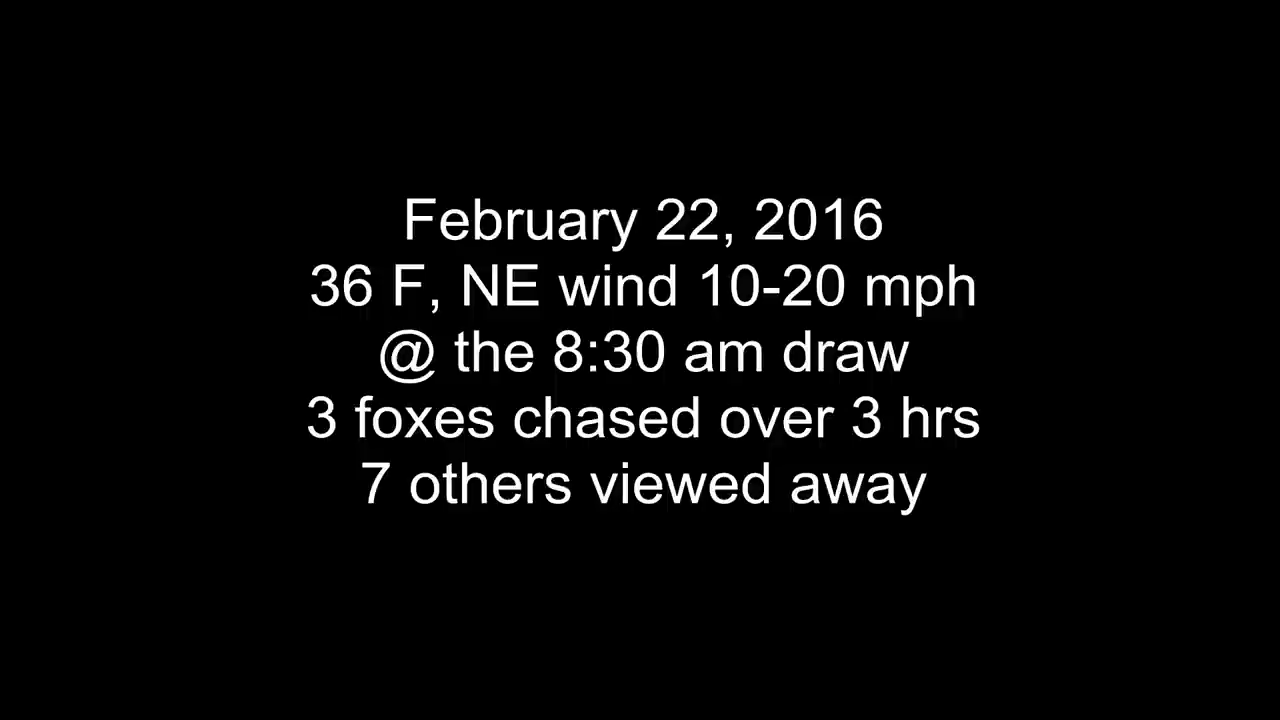 February 22, 2016
36 F, NE wind 10-20 mph
@ the 8:30 am draw
3 foxes chased over 3 hrs
7 others viewed away